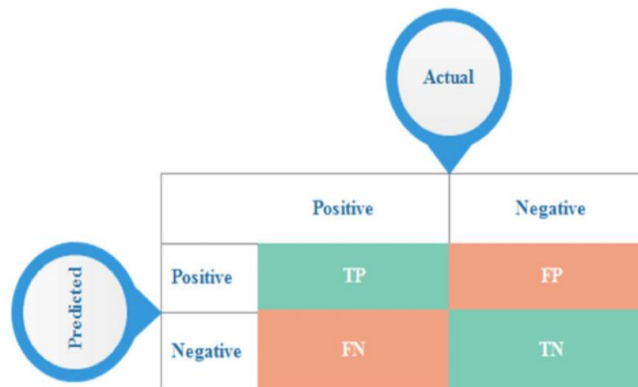 Actual
Positive Negative
Predicted
Positive TP FP
Negative FN TN